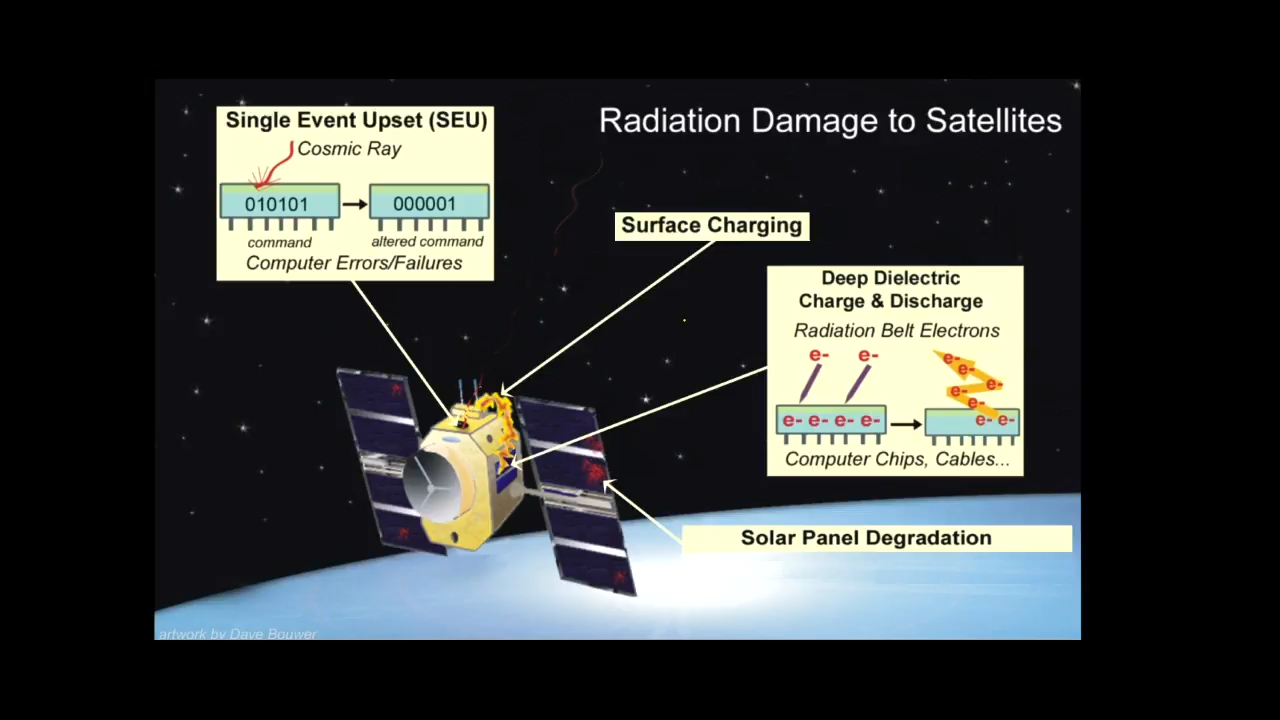 Radiation Damage to Satellites
Single Event Upset (SEU)
Cosmic Ray
010101
000001
command
altered command
Computer Errors/Failures
Surface Charging
Deep Dielectric
Charge & Discharge
Radiation Belt Electrons
e- e-
e- e- e- e-
e-
e-
e-
e-
e-
e- e-
Computer Chips, Cables...
Solar Panel Degradation
artwork by Dave Bouwer